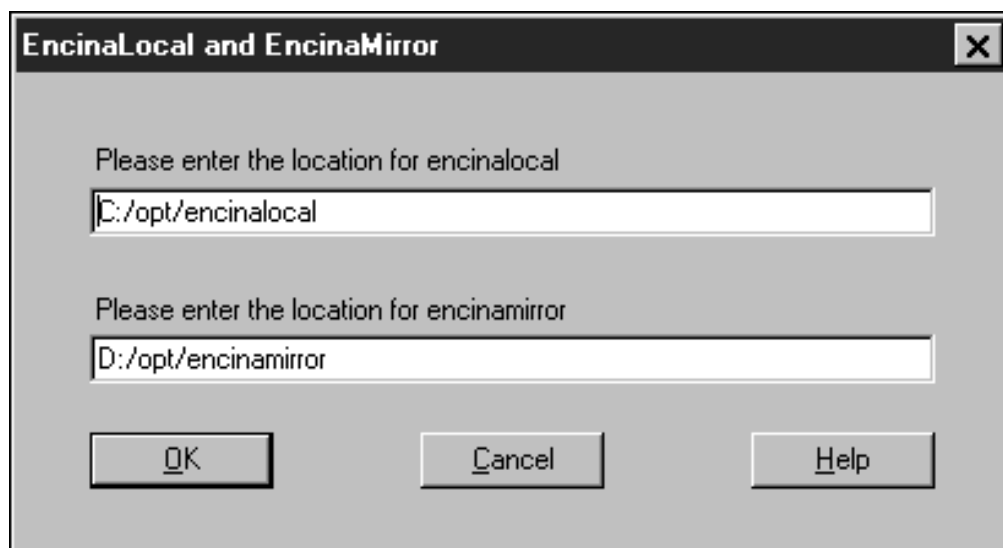 EncinaLocal and EncinaMirror
Please enter the location for encinalocal
C:/opt/encinalocal
Please enter the location for encinamirror
D:/opt/encinamirror
OK Cancel Help